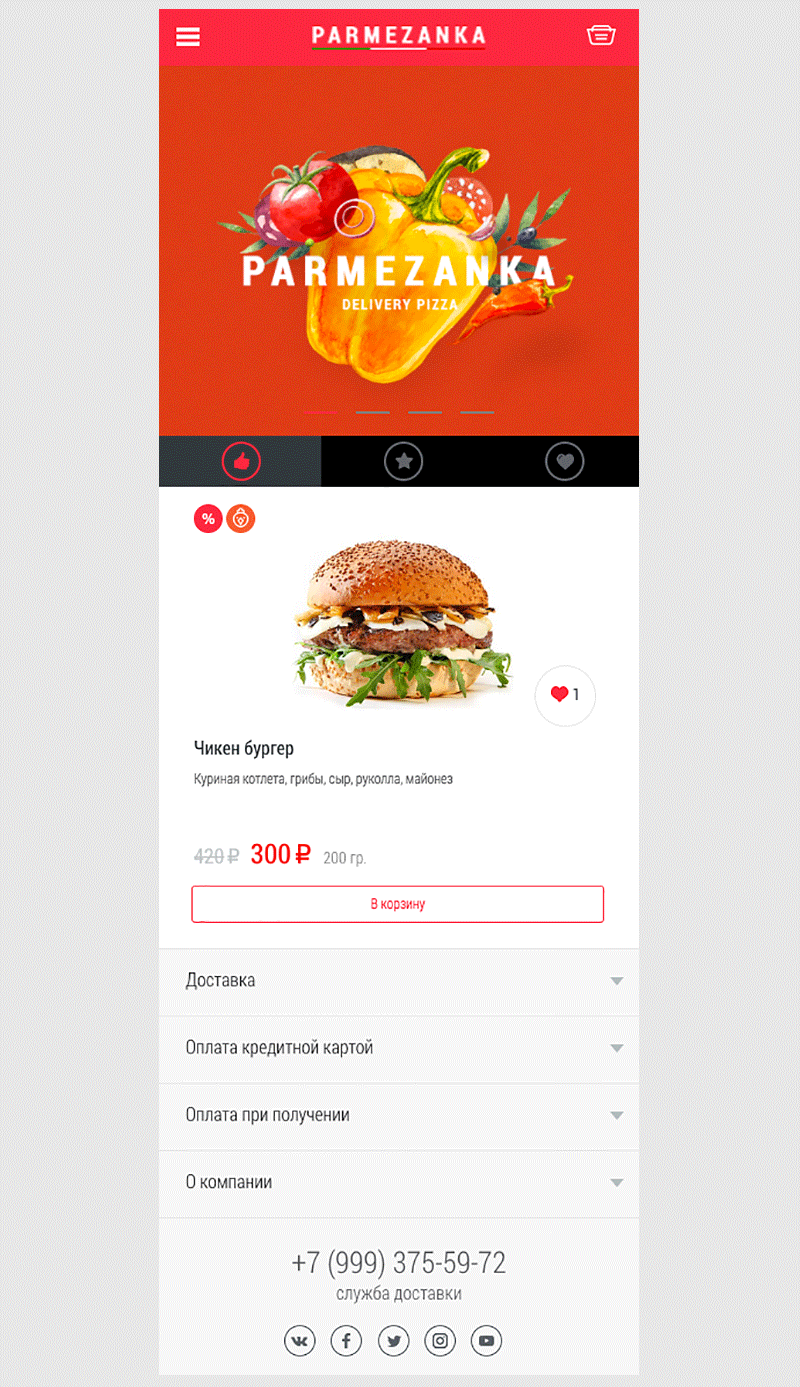 PARMEZANKA
PARMEZANKA
DELIVERY PIZZA
%
1
Чикен бургер
Куриная котлета, грибы, сыр, руколла, майонез
420 ₽ 300 ₽ 200 гр.
В корзину
Доставка
Оплата кредитной картой
Оплата при получении
О компании
+7 (999) 375-59-72
служба доставки